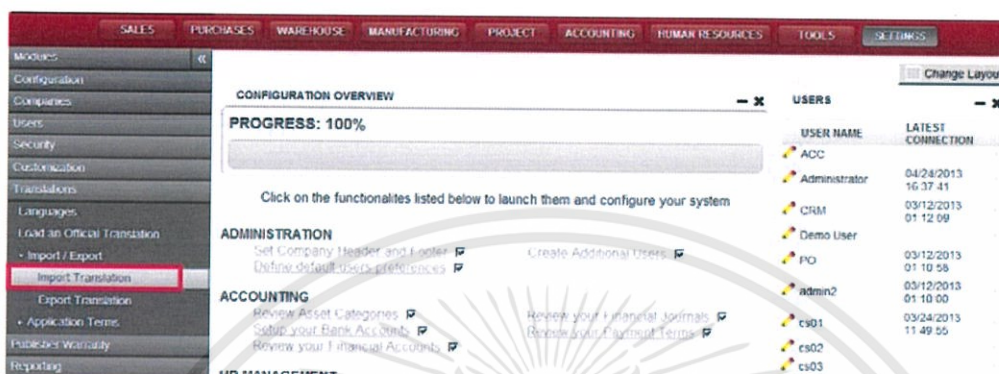 SALES PURCHASES WAREHOUSE MANUFACTURING PROJECT ACCOUNTING HUMAN RESOURCES TOOLS SETTINGS
Modules «
Configuration
Companies
Users
Security
Customization
Translations
Languages
Load an Official Translation
Import / Export
Import Translation
Export Translation
Application Terms
Publisher Warranty
Reporting
Change Layou
CONFIGURATION OVERVIEW
PROGRESS: 100%
Click on the functionalites listed below to launch them and configure your system
ADMINISTRATION
Set Company Header and Footer Create Additional Users
Define default users preferences
ACCOUNTING
Review Asset Categories Review your Financial Journals
Setup your Bank Accounts Review your Payment Terms
Review your Financial Accounts
HR MANAGEMENT
USERS
USER NAME LATEST CONNECTION
ACC
Administrator 04/24/2013 16:37:41
CRM 03/12/2013 01:12:09
Demo User
PO 03/12/2013 01:10:58
admin2 03/12/2013 01:10:00
cs01 03/24/2013 11:49:55
cs02
cs03